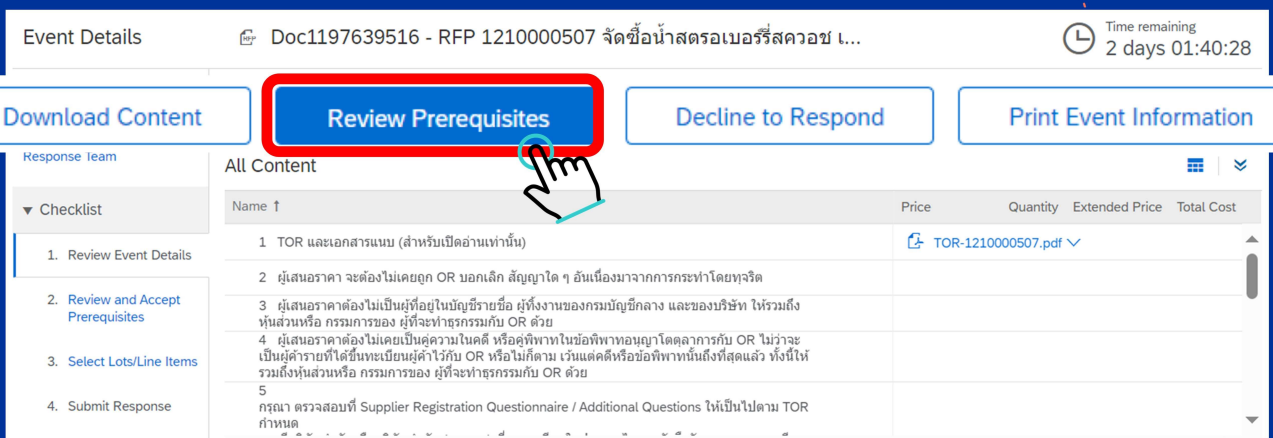 Event Details
Doc1197639516 - RFP 1210000507 จัดซื้อน้ำสตรอเบอร์รี่สควอช เ...
Time remaining
2 days 01:40:28
Download Content
Review Prerequisites
Decline to Respond
Print Event Information
Response Team
All Content
▼ Checklist
Name ↑
Price
Quantity
Extended Price
Total Cost
1. Review Event Details
2. Review and Accept
Prerequisites
3. Select Lots/Line Items
4. Submit Response
1 TOR และเอกสารแนบ (สำหรับเปิดอ่านเท่านั้น)
TOR-1210000507.pdf
2 ผู้เสนอราคา จะต้องไม่เคยถูก OR บอกเลิก สัญญาใด ๆ อันเนื่องมาจากการกระทำโดยทุจริต
3 ผู้เสนอราคาต้องไม่เป็นผู้ที่อยู่ในบัญชีรายชื่อ ผู้ทิ้งงานของกรมบัญชีกลาง และของบริษัท ให้รวมถึง
หุ้นส่วนหรือ กรรมการของ ผู้ที่จะทำธุรกรรมกับ OR ด้วย
4 ผู้เสนอราคาต้องไม่เคยเป็นคู่ความในคดี หรือคู่พิพาทในข้อพิพาทอนุญาโตตุลาการกับ OR ไม่ว่าจะ
เป็นผู้ค้ารายที่ได้ขึ้นทะเบียนผู้ค้าไว้กับ OR หรือไม่ก็ตาม เว้นแต่คดีหรือข้อพิพาทนั้นถึงที่สุดแล้ว ทั้งนี้ให้
รวมถึงหุ้นส่วนหรือ กรรมการของ ผู้ที่จะทำธุรกรรมกับ OR ด้วย
5
กรุณา ตรวจสอบที่ Supplier Registration Questionnaire / Additional Questions ให้เป็นไปตาม TOR
กำหนด